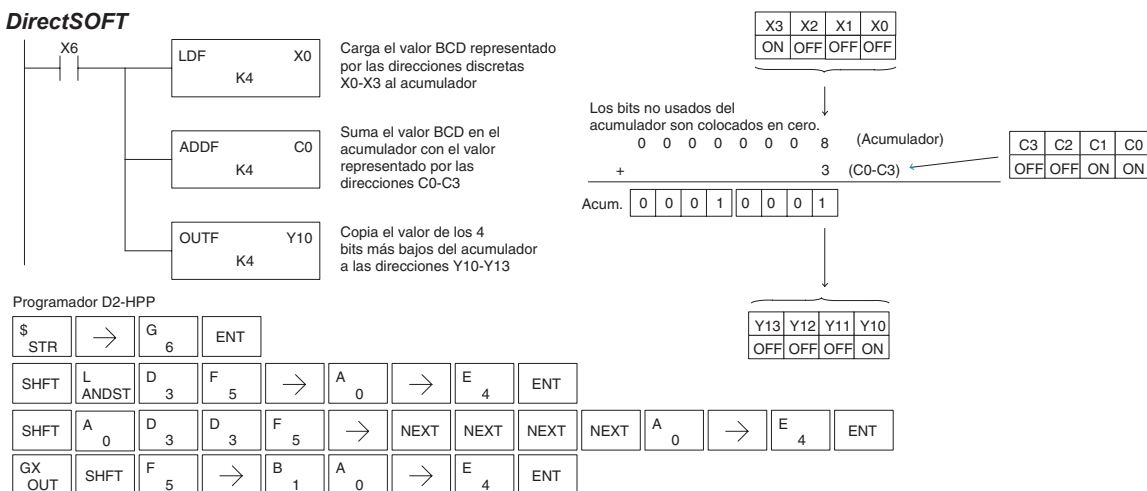 DirectSOFT
X6
LDF X0
K4
Carga el valor BCD representado
por las direcciones discretas
X0-X3 al acumulador
ADDF C0
K4
Suma el valor BCD en el
acumulador con el valor
representado por las
direcciones C0-C3
OUTF Y10
K4
Copia el valor de los 4
bits más bajos del acumulador
a las direcciones Y10-Y13
X3 X2 X1 X0
ON OFF OFF OFF
Los bits no usados del
acumulador son colocados en cero.
0 0 0 0 0 0 0 8 (Acumulador)
+ 3 (C0-C3)
C3 C2 C1 C0
OFF OFF ON ON
Acum. 0 0 0 1 0 0 0 1
Y13 Y12 Y11 Y10
OFF OFF OFF ON
Programador D2-HPP
$ STR → G 6 ENT
SHFT L ANDST D 3 F 5 → A 0 → E 4 ENT
SHFT A 0 D 3 D 3 F 5 → NEXT NEXT NEXT NEXT A 0 → E 4 ENT
GX OUT SHFT F 5 → B 1 A 0 → E 4 ENT